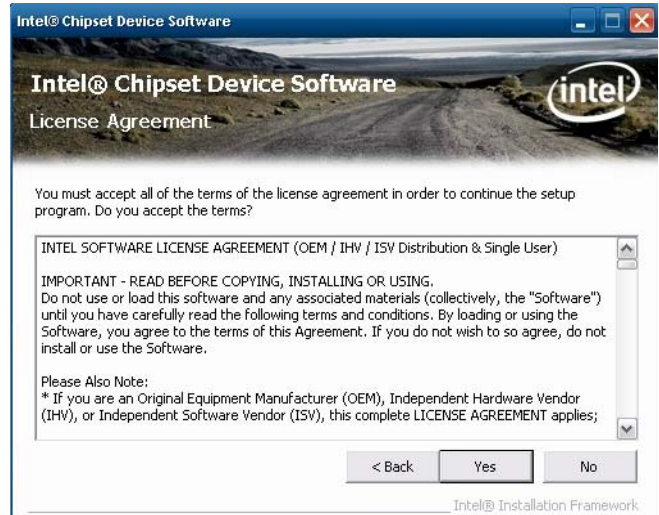 Intel® Chipset Device Software
Intel® Chipset Device Software
intel
License Agreement
You must accept all of the terms of the license agreement in order to continue the setup
program. Do you accept the terms?
INTEL SOFTWARE LICENSE AGREEMENT (OEM / IHV / ISV Distribution & Single User)
IMPORTANT - READ BEFORE COPYING, INSTALLING OR USING.
Do not use or load this software and any associated materials (collectively, the "Software")
until you have carefully read the following terms and conditions. By loading or using the
Software, you agree to the terms of this Agreement. If you do not wish to so agree, do not
install or use the Software.
Please Also Note:
* If you are an Original Equipment Manufacturer (OEM), Independent Hardware Vendor
(IHV), or Independent Software Vendor (ISV), this complete LICENSE AGREEMENT applies;
< Back
Yes
No
Intel® Installation Framework